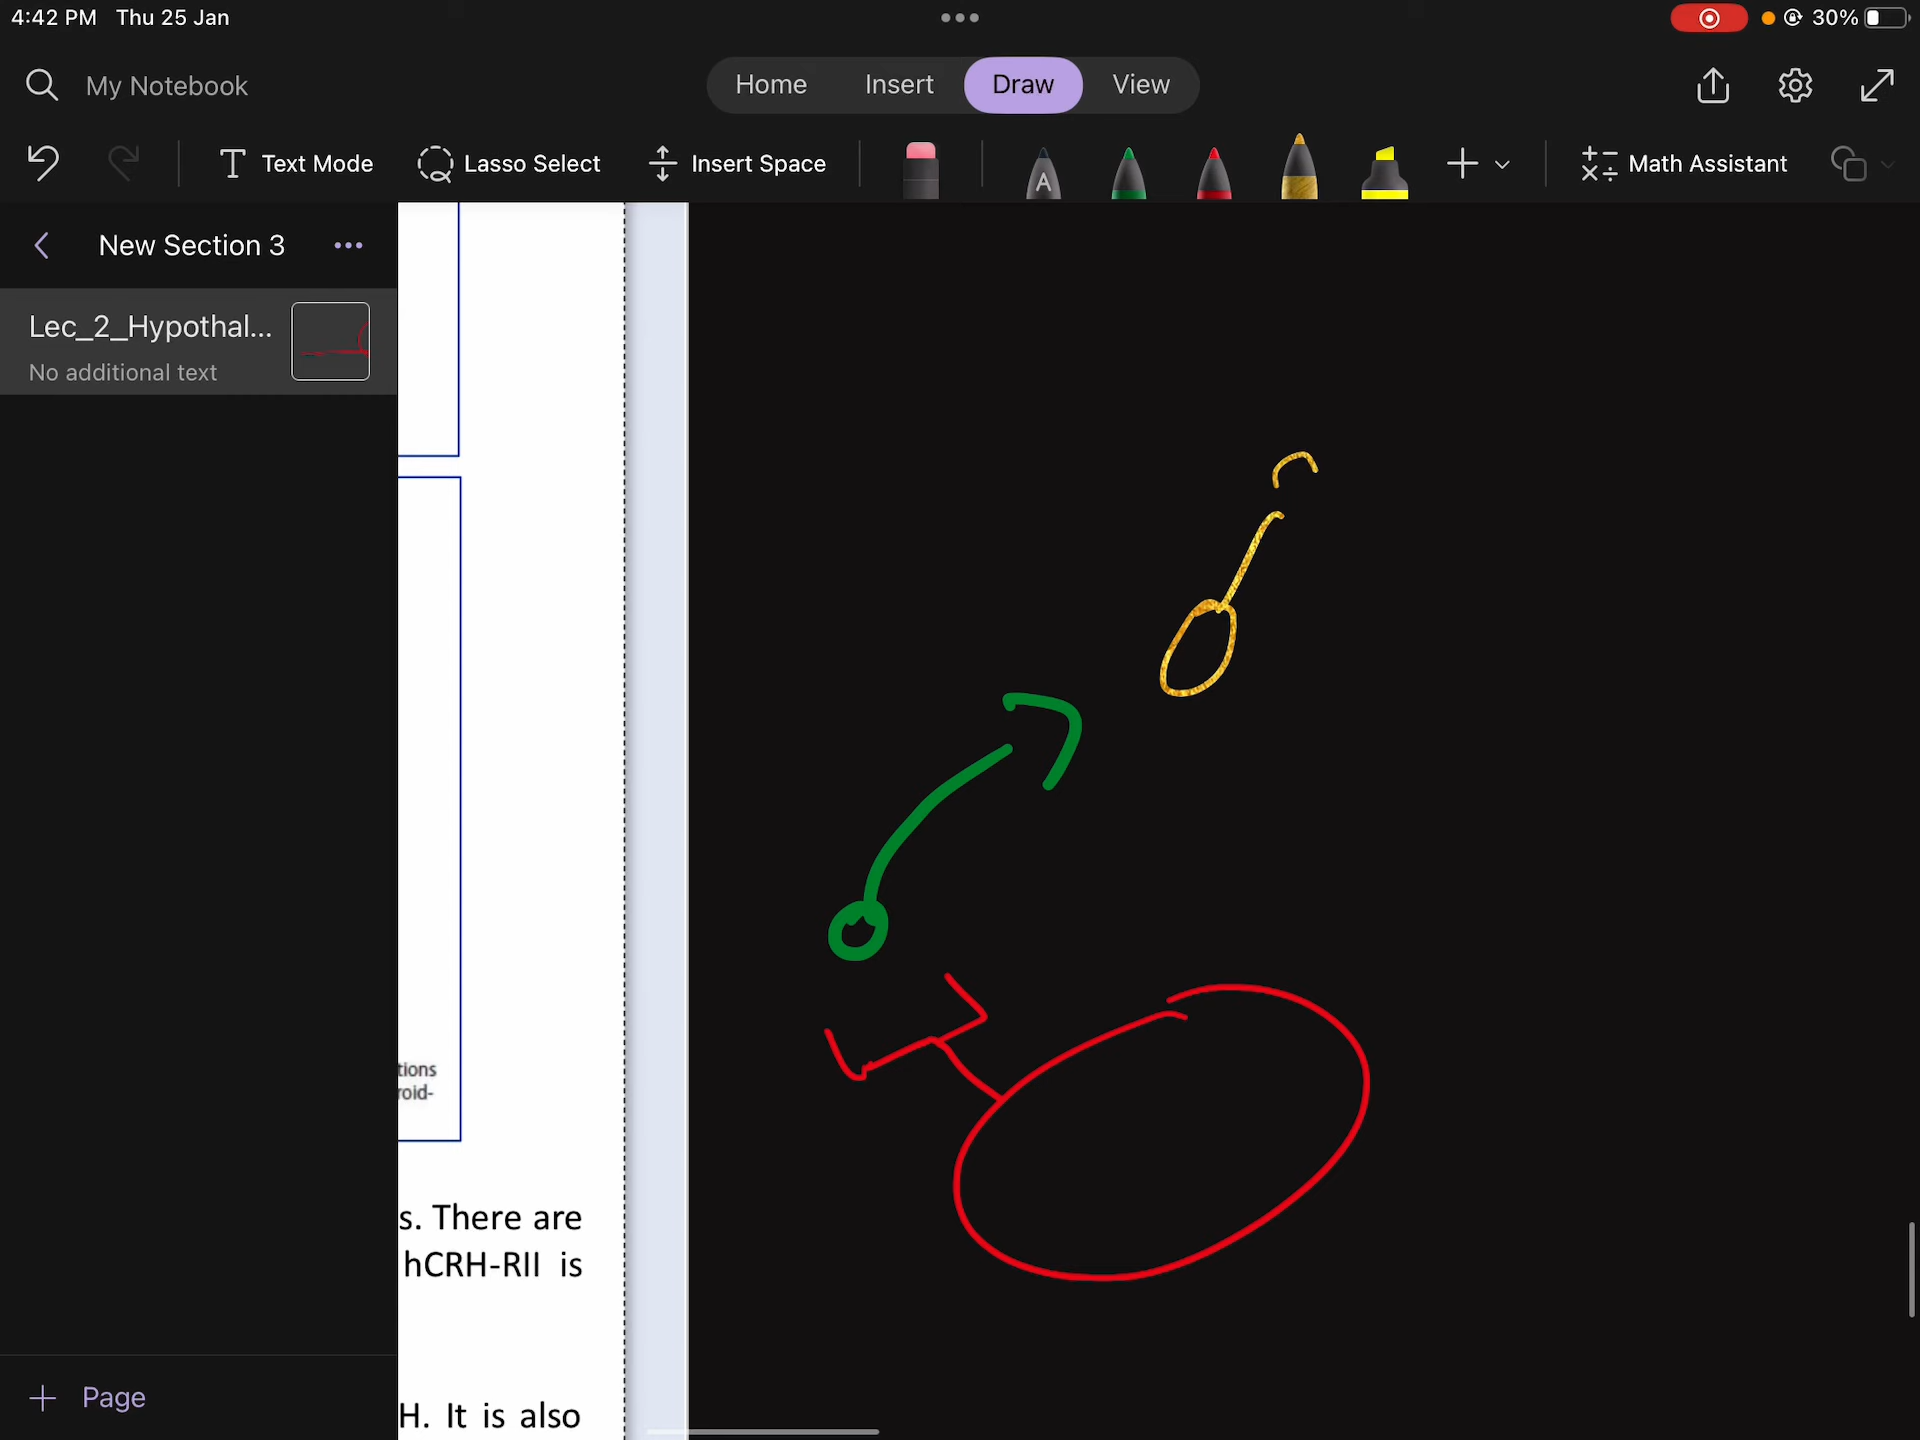 4:42 PM Thu 25 Jan
30%
My Notebook
Home Insert Draw View
Text Mode Lasso Select Insert Space A Math Assistant
New Section 3
Lec_2_Hypothal...
No additional text
tions
roid-
s. There are
hCRH-RII is
H. It is also
Page